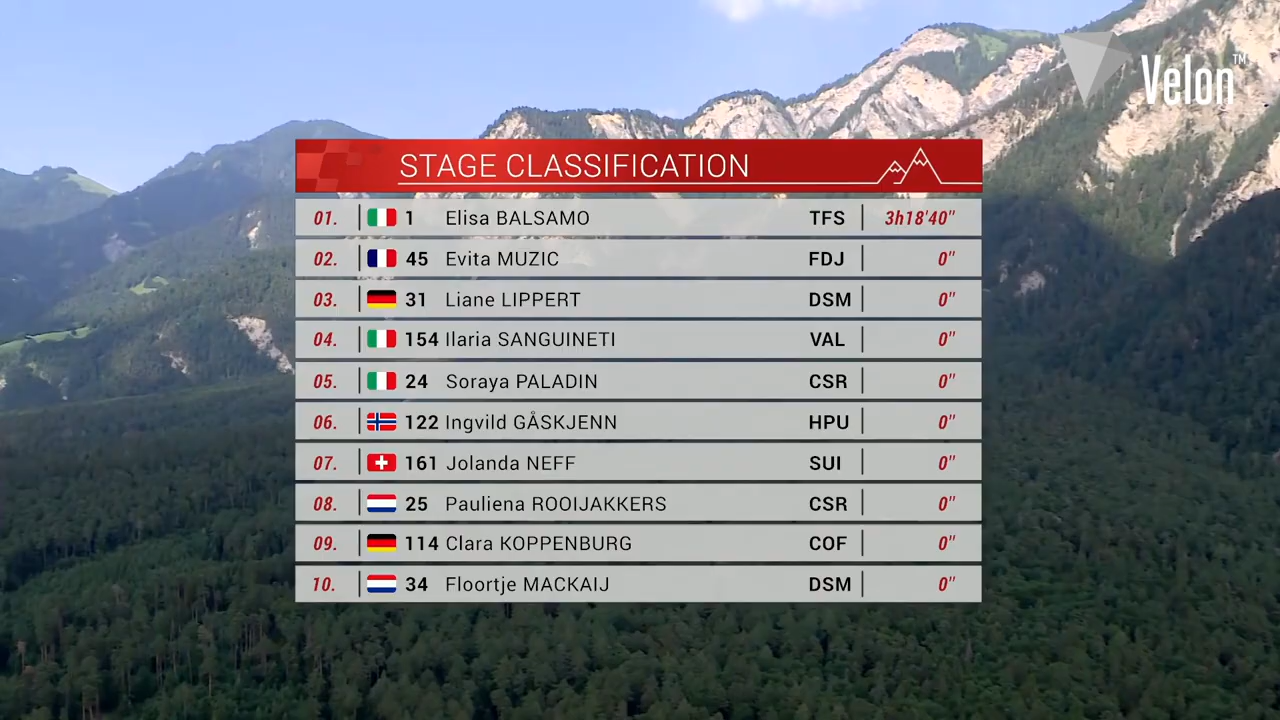 Velon™
STAGE CLASSIFICATION
01. 1 Elisa BALSAMO TFS 3h18'40"
02. 45 Evita MUZIC FDJ 0"
03. 31 Liane LIPPERT DSM 0"
04. 154 Ilaria SANGUINETI VAL 0"
05. 24 Soraya PALADIN CSR 0"
06. 122 Ingvild GÅSKJENN HPU 0"
07. 161 Jolanda NEFF SUI 0"
08. 25 Pauliena ROOIJAKKERS CSR 0"
09. 114 Clara KOPPENBURG COF 0"
10. 34 Floortje MACKAIJ DSM 0"